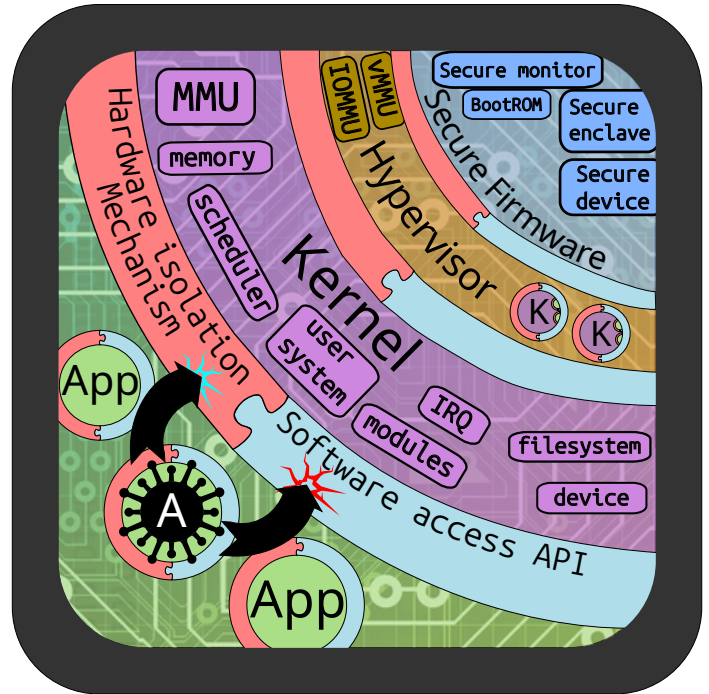 MMU
memory
scheduler
Kernel
user
system
modules
IRQ
filesystem
device
IOMMU
vMMU
Hypervisor
K
K
Secure monitor
BootROM
Secure
enclave
Secure
device
Secure Firmware
Hardware isolation
Mechanism
Software access API
App
A
App